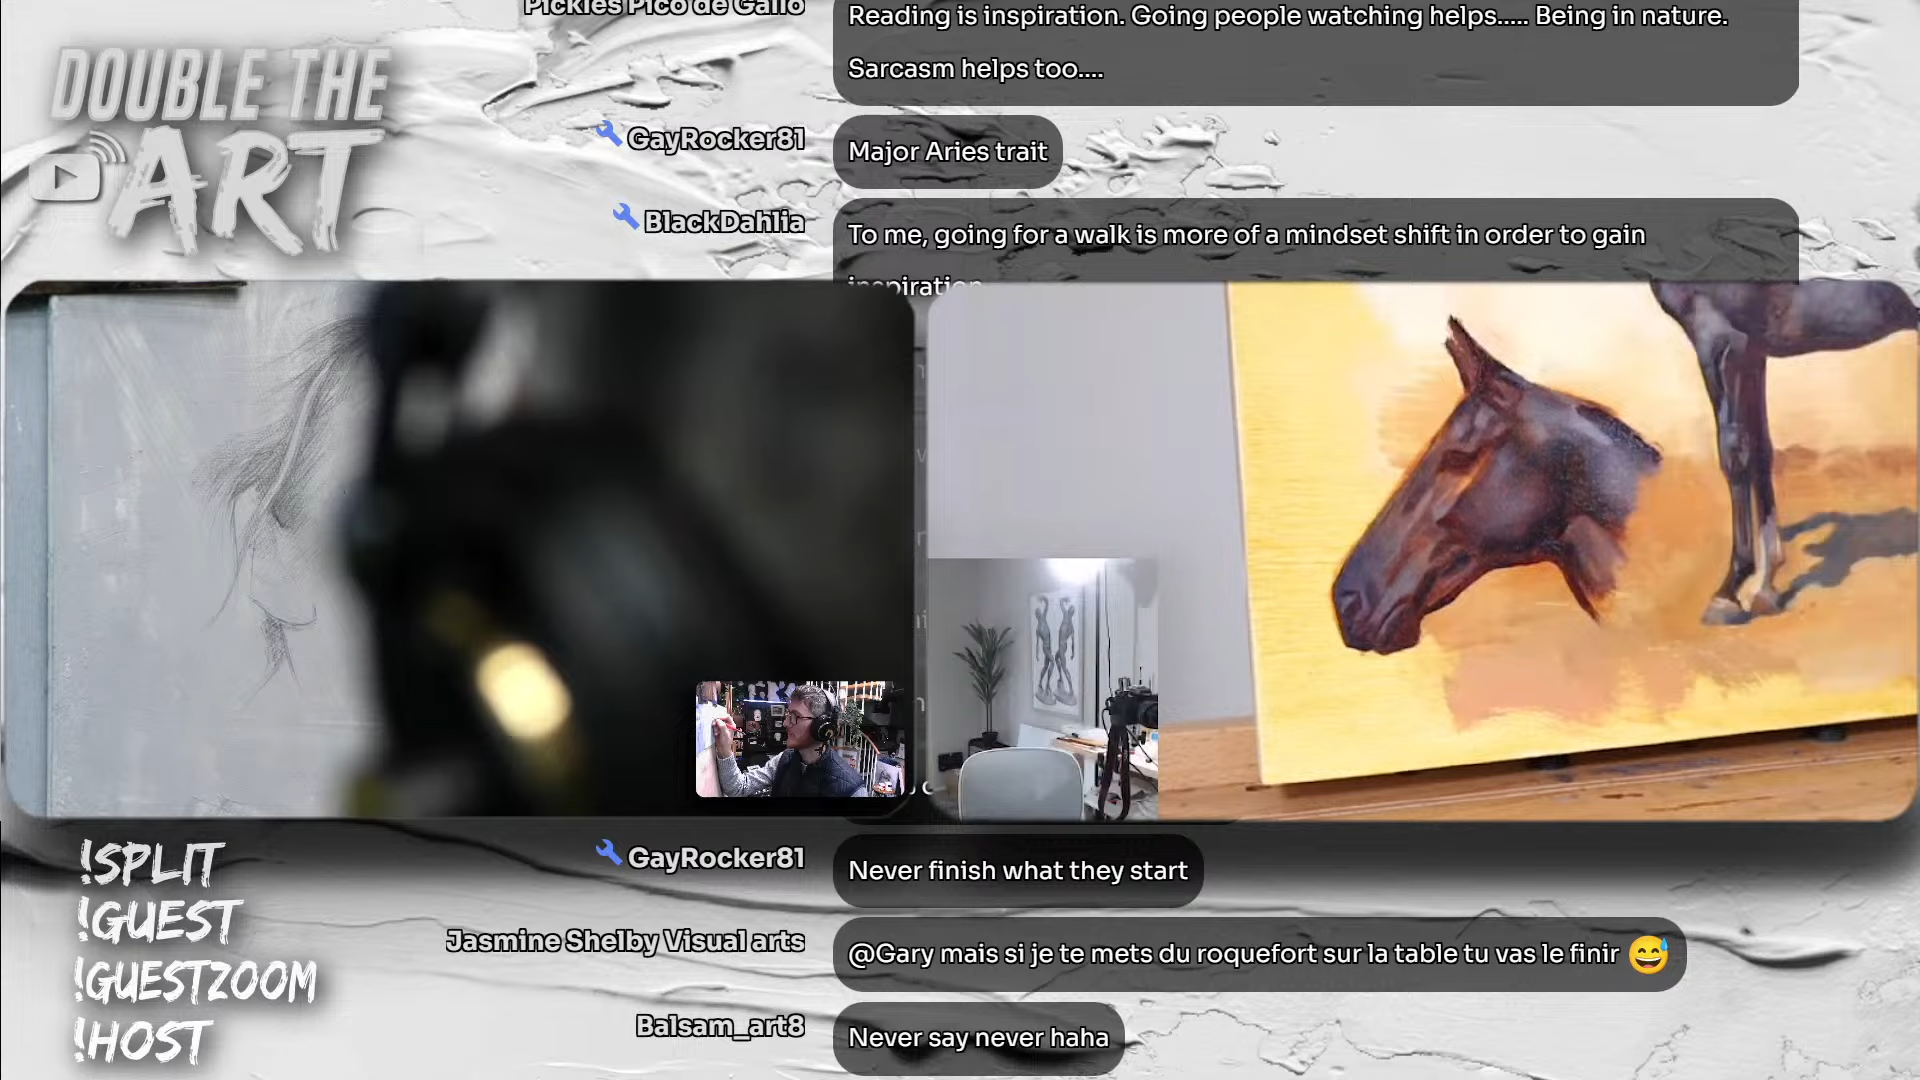 Pickles Pico de Gallo
Reading is inspiration. Going people watching helps..... Being in nature.
Sarcasm helps too....
DOUBLE THE
ART
GayRocker81
Major Aries trait
BlackDahlia
To me, going for a walk is more of a mindset shift in order to gain
inspiration
GayRocker81
Never finish what they start
Jasmine Shelby Visual arts
@Gary mais si je te mets du roquefort sur la table tu vas le finir 😅
Balsam_art8
Never say never haha
!SPLIT
!GUEST
!GUESTZOOM
!HOST